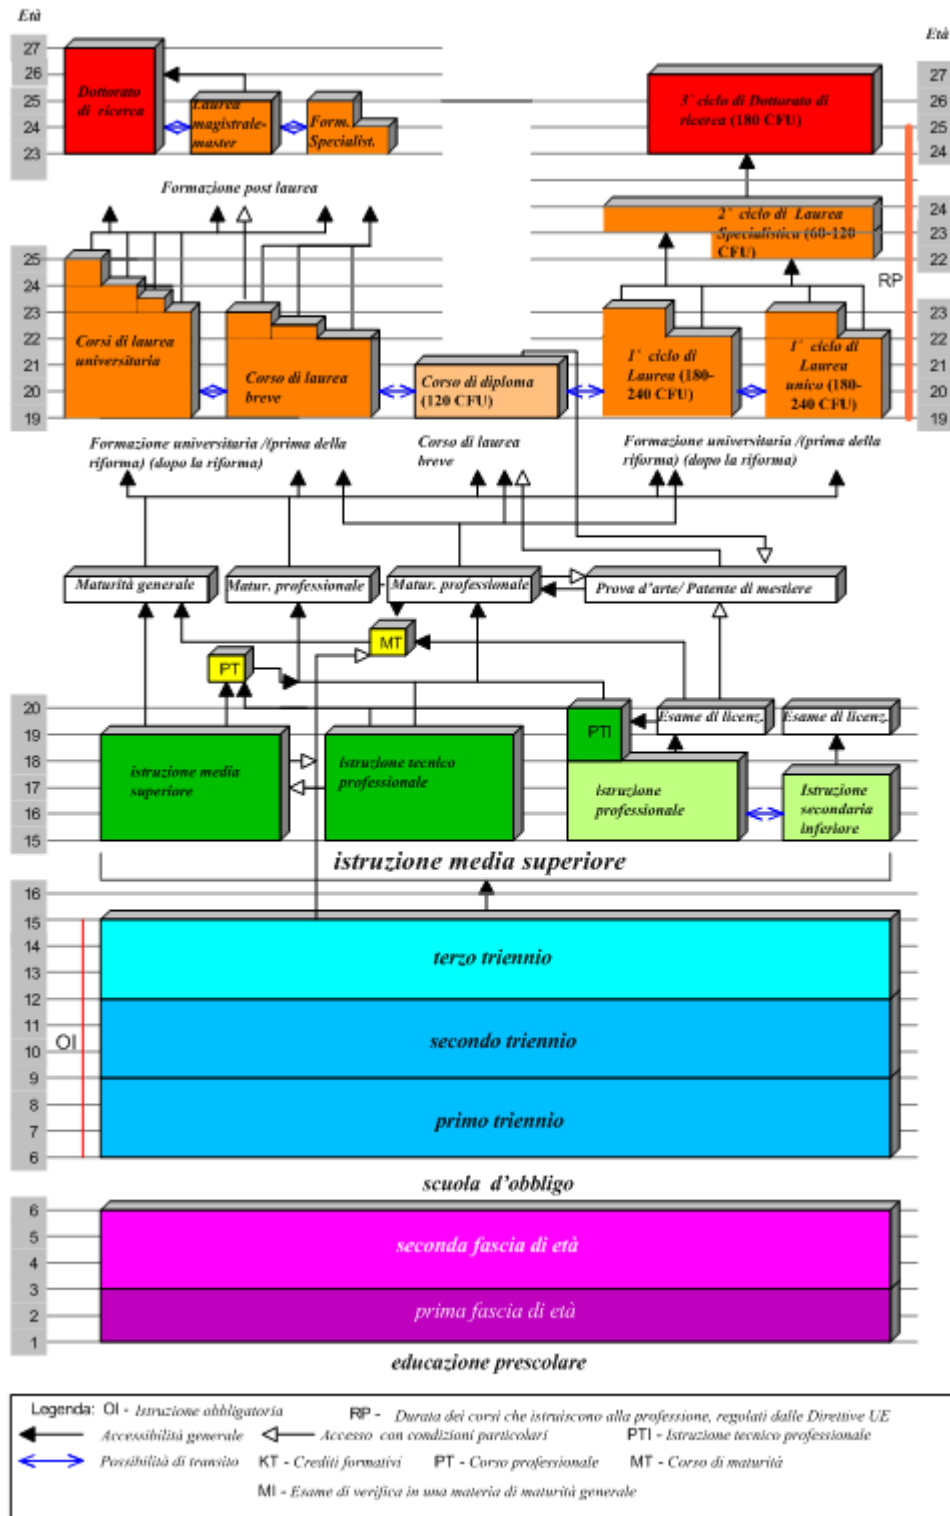 Età
Età
27
26
25
24
23
Dottorato
di ricerca
Laurea
magistrale-
master
Form.
Specialist.
3° ciclo di Dottorato di
ricerca (180 CFU)
27
26
25
24
Formazione post laurea
2° ciclo di Laurea
Specialistica (60-120
CFU)
24
23
22
RP
25
24
23
22
21
20
19
Corsi di laurea
universitaria
Corso di laurea
breve
Corso di diploma
(120 CFU)
1° ciclo di
Laurea (180-
240 CFU)
1° ciclo di
Laurea
unico (180-
240 CFU)
23
22
21
20
19
Formazione universitaria /(prima della
riforma) (dopo la riforma)
Corso di laurea
breve
Formazione universitaria /(prima della
riforma) (dopo la riforma)
Maturità generale
Matur. professionale
Matur. professionale
Prova d'arte/ Patente di mestiere
MT
PT
20
19
18
17
16
15
istruzione media
superiore
istruzione tecnico
professionale
PTI
istruzione
professionale
Esame di licenz.
Esame di licenz.
Istruzione
secondaria
inferiore
istruzione media superiore
16
15
14
13
12
11
10
9
8
7
6
OI
terzo triennio
secondo triennio
primo triennio
scuola d'obbligo
6
5
4
3
2
1
seconda fascia di età
prima fascia di età
educazione prescolare
Legenda: OI - Istruzione obbligatoria RP - Durata dei corsi che istruiscono alla professione, regolati dalle Direttive UE
Accessibilità generale Accesso con condizioni particolari PTI - Istruzione tecnico professionale
Possibilità di transito KT - Crediti formativi PT - Corso professionale MT - Corso di maturità
MI - Esame di verifica in una materia di maturità generale